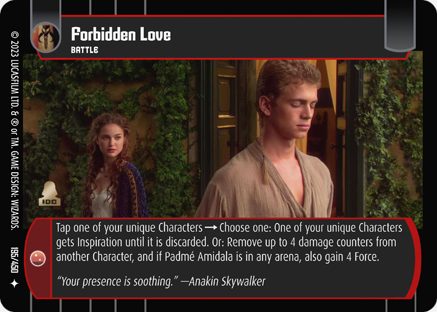 Forbidden Love
BATTLE
© 2023 LUCASFILM LTD. & ® or TM. GAME DESIGN: WIZARDS.
IDC
Tap one of your unique Characters → Choose one: One of your unique Characters
gets Inspiration until it is discarded. Or: Remove up to 4 damage counters from
another Character, and if Padmé Amidala is in any arena, also gain 4 Force.
"Your presence is soothing." —Anakin Skywalker